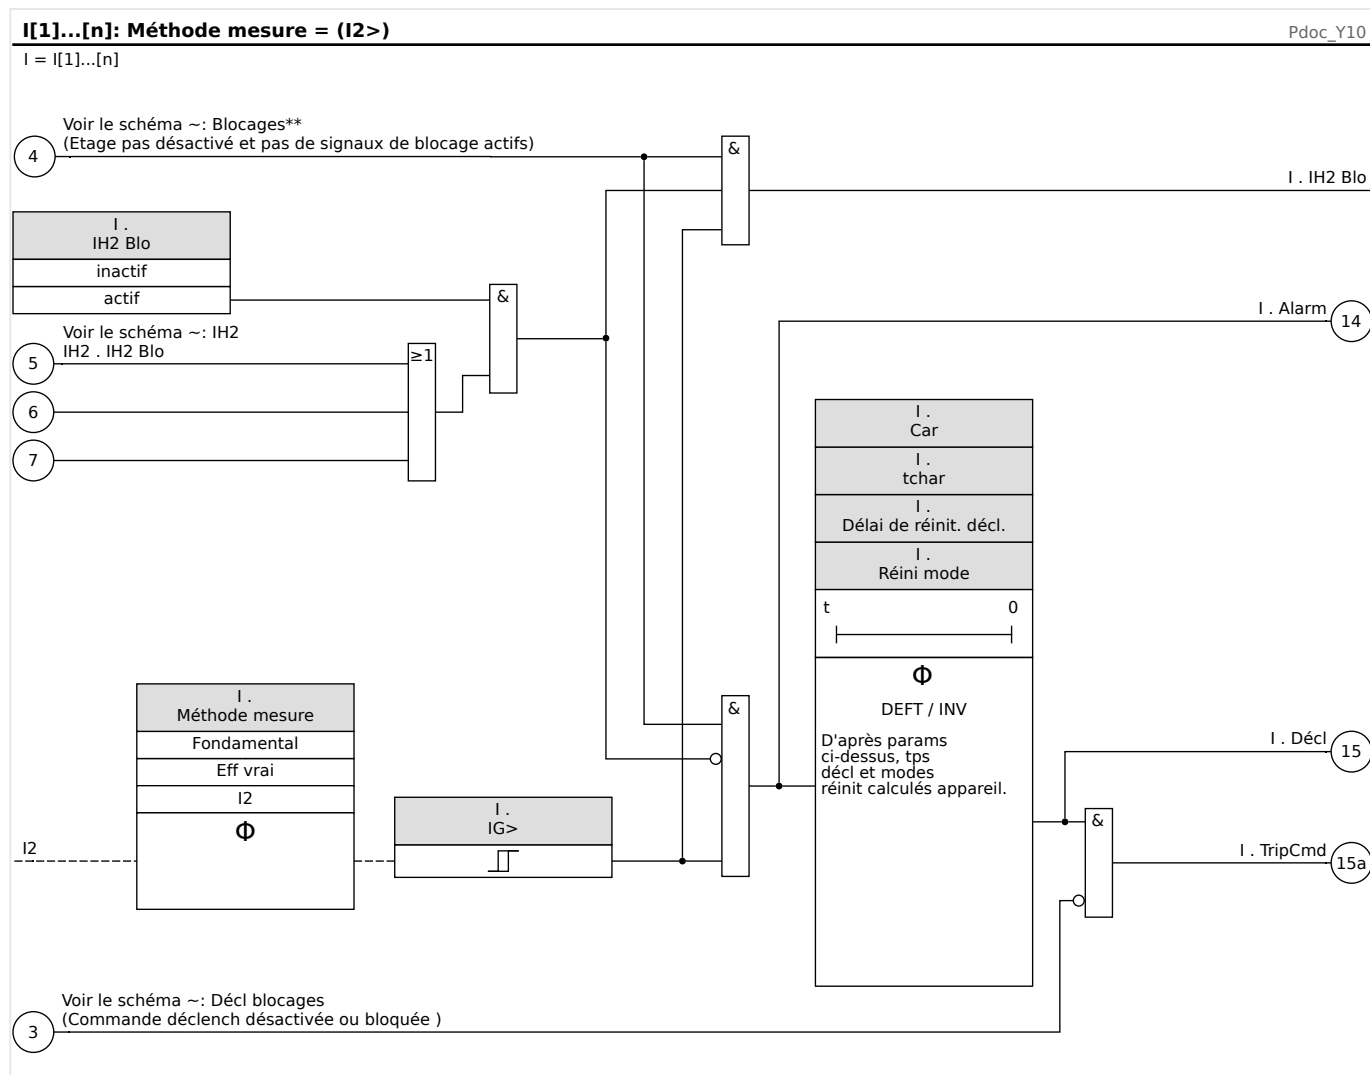 I[1]...[n]: Méthode mesure = (I2>)
Pdoc_Y10
I = I[1]...[n]
Voir le schéma ~: Blocages**
(Etage pas désactivé et pas de signaux de blocage actifs)
4
&
I . IH2 Blo
I .
IH2 Blo
inactif
actif
&
I . Alarm
14
Voir le schéma ~: IH2
IH2 . IH2 Blo
5
≥1
6
7
I .
Car
I .
tchar
I .
Délai de réinit. décl.
I .
Réini mode
t
0
Φ
DEFT / INV
D'après params
ci-dessus, tps
décl et modes
réinit calculés appareil.
I .
Méthode mesure
Fondamental
Eff vrai
I2
Φ
I2
I .
IG>
&
I . Décl
15
&
I . TripCmd
15a
Voir le schéma ~: Décl blocages
(Commande déclench désactivée ou bloquée )
3